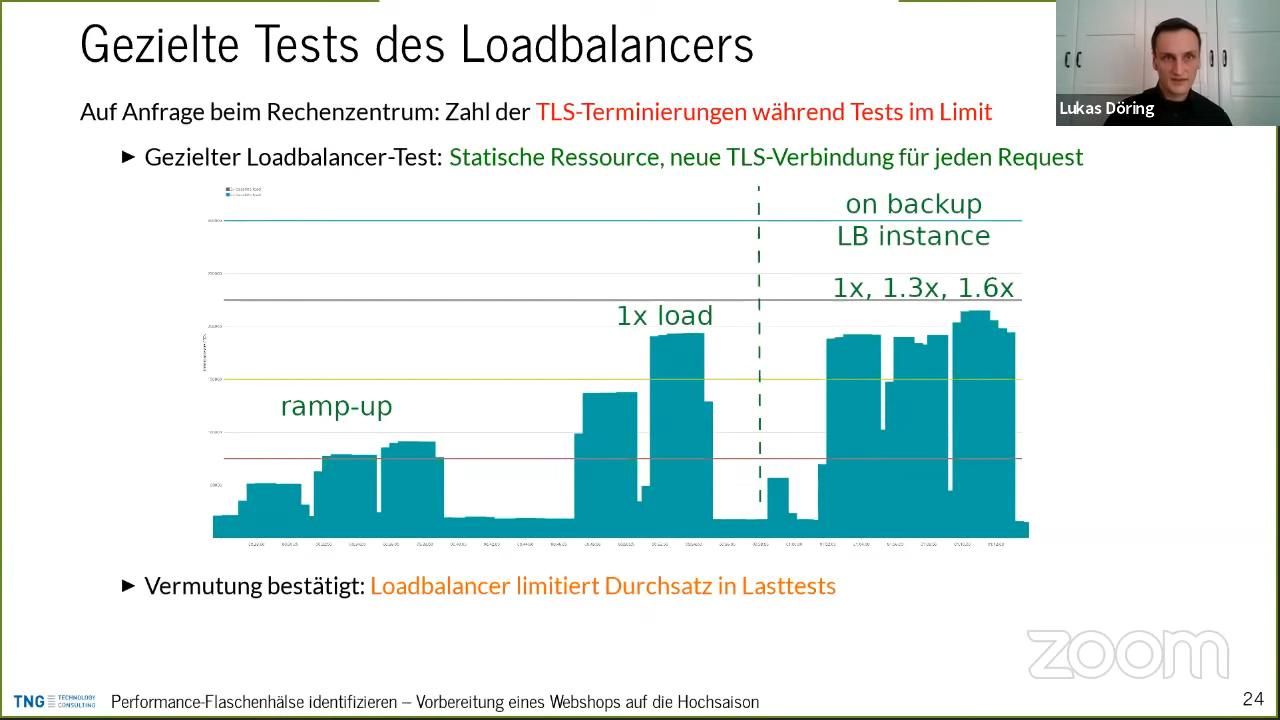 Gezielte Tests des Loadbalancers
Lukas Döring
Auf Anfrage beim Rechenzentrum: Zahl der TLS-Terminierungen während Tests im Limit
Gezielter Loadbalancer-Test: Statische Ressource, neue TLS-Verbindung für jeden Request
on backup
LB instance
1x, 1.3x, 1.6x
1x load
ramp-up
Vermutung bestätigt: Loadbalancer limitiert Durchsatz in Lasttests
zoom
TNG TECHNOLOGY
CONSULTING
Performance-Flaschenhälse identifizieren – Vorbereitung eines Webshops auf die Hochsaison
24